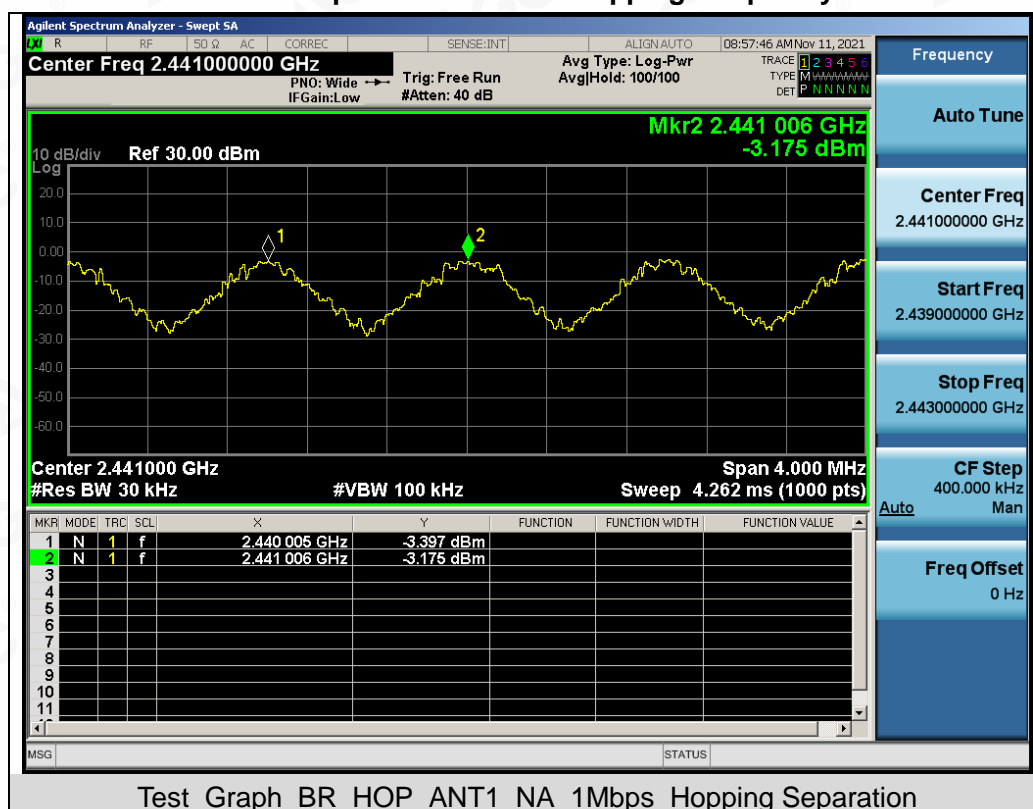 Agilent Spectrum Analyzer - Swept SA
LXI R RF 50 Ω AC CORREC SENSE:INT ALIGN AUTO 08:57:46 AM Nov 11, 2021
Center Freq 2.441000000 GHz
PNO: Wide
IFGain:Low
Trig: Free Run
#Atten: 40 dB
Avg Type: Log-Pwr
Avg|Hold: 100/100
TRACE 1 2 3 4 5 6
TYPE M
DET P N N N N N
Mkr2 2.441 006 GHz
-3.175 dBm
10 dB/div Ref 30.00 dBm
Log
20.0
10.0
0.00
-10.0
-20.0
-30.0
-40.0
-50.0
-60.0
1
2
Center 2.441000 GHz Span 4.000 MHz
#Res BW 30 kHz #VBW 100 kHz Sweep 4.262 ms (1000 pts)
MKR MODE TRC SCL X Y FUNCTION FUNCTION WIDTH FUNCTION VALUE
1 N 1 f 2.440 005 GHz -3.397 dBm
2 N 1 f 2.441 006 GHz -3.175 dBm
3
4
5
6
7
8
9
10
11
MSG STATUS
Frequency
Auto Tune
Center Freq
2.441000000 GHz
Start Freq
2.439000000 GHz
Stop Freq
2.443000000 GHz
CF Step
400.000 kHz
Auto Man
Freq Offset
0 Hz
Test_Graph_BR_HOP_ANT1_NA_1Mbps_Hopping Separation